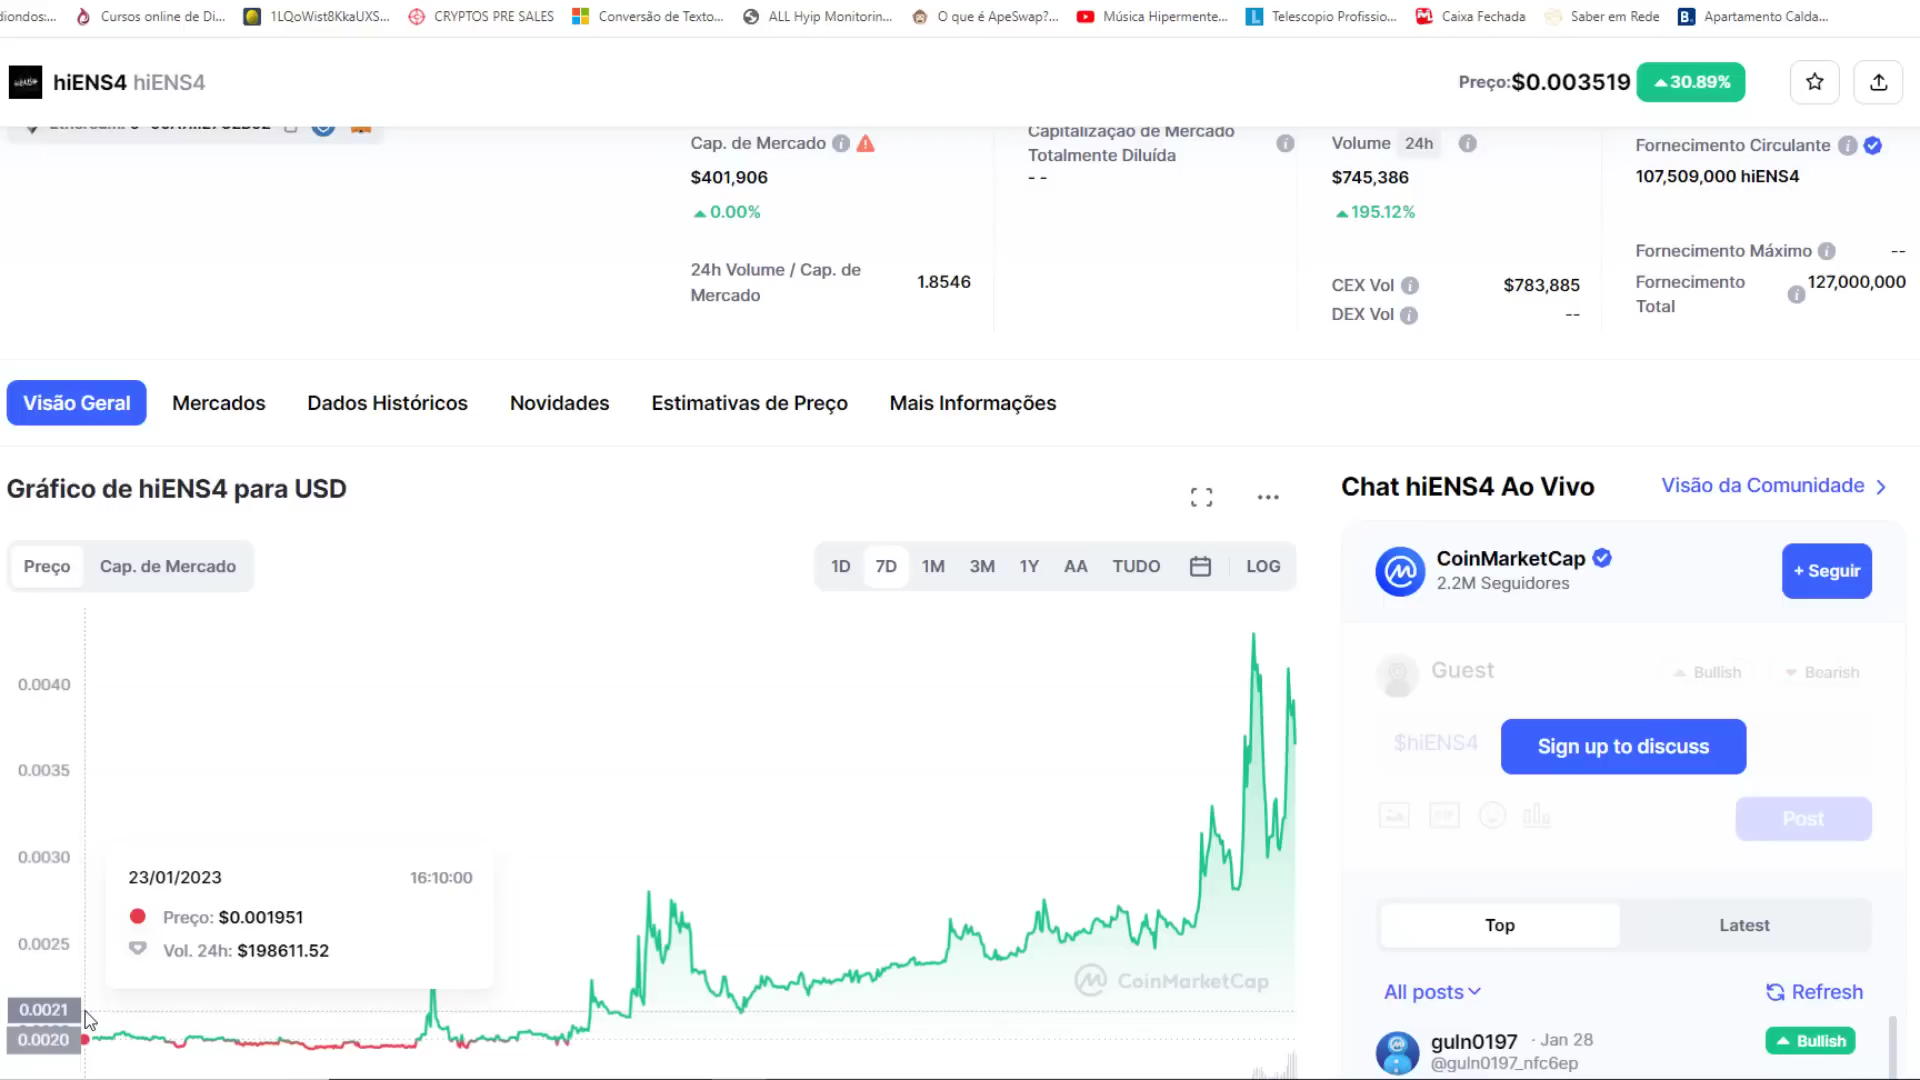 diondos:...
Cursos online de Di...
1LQoWist8KkaUXS...
CRYPTOS PRE SALES
Conversão de Texto...
ALL Hyip Monitorin...
O que é ApeSwap?...
Música Hipermente...
Telescopio Profissio...
Caixa Fechada
Saber em Rede
Apartamento Calda...
hiENS4 hiENS4
Preço:$0.003519
30.89%
Cap. de Mercado
$401,906
0.00%
24h Volume / Cap. de
Mercado
1.8546
Capitalização de Mercado
Totalmente Diluída
- -
Volume 24h
$745,386
195.12%
CEX Vol
$783,885
DEX Vol
--
Fornecimento Circulante
107,509,000 hiENS4
Fornecimento Máximo
--
Fornecimento
Total
127,000,000
Visão Geral
Mercados
Dados Históricos
Novidades
Estimativas de Preço
Mais Informações
Gráfico de hiENS4 para USD
Preço
Cap. de Mercado
1D
7D
1M
3M
1Y
AA
TUDO
LOG
0.0040
0.0035
0.0030
0.0025
0.0021
0.0020
23/01/2023
16:10:00
Preço: $0.001951
Vol. 24h: $198611.52
CoinMarketCap
Chat hiENS4 Ao Vivo
Visão da Comunidade
CoinMarketCap
2.2M Seguidores
+ Seguir
Guest
Bullish
Bearish
$hiENS4
Sign up to discuss
GIF
Post
Top
Latest
All posts
Refresh
guln0197 · Jan 28
@guln0197_nfc6ep
Bullish